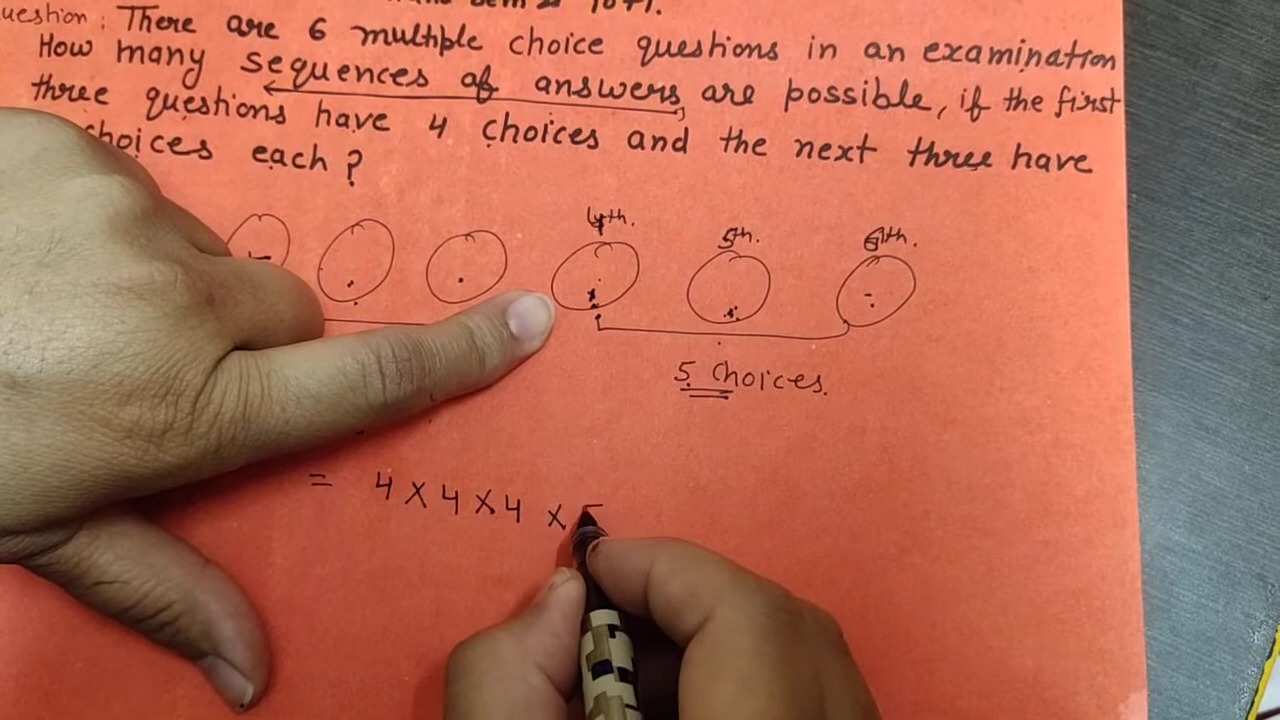 uestion: There are 6 multiple choice questions in an examination
How many sequences of answers are possible, if the first
three questions have 4 choices and the next three have
choices each?
4th. 5th. 6th.
5 Choices.
= 4 × 4 × 4 × 5